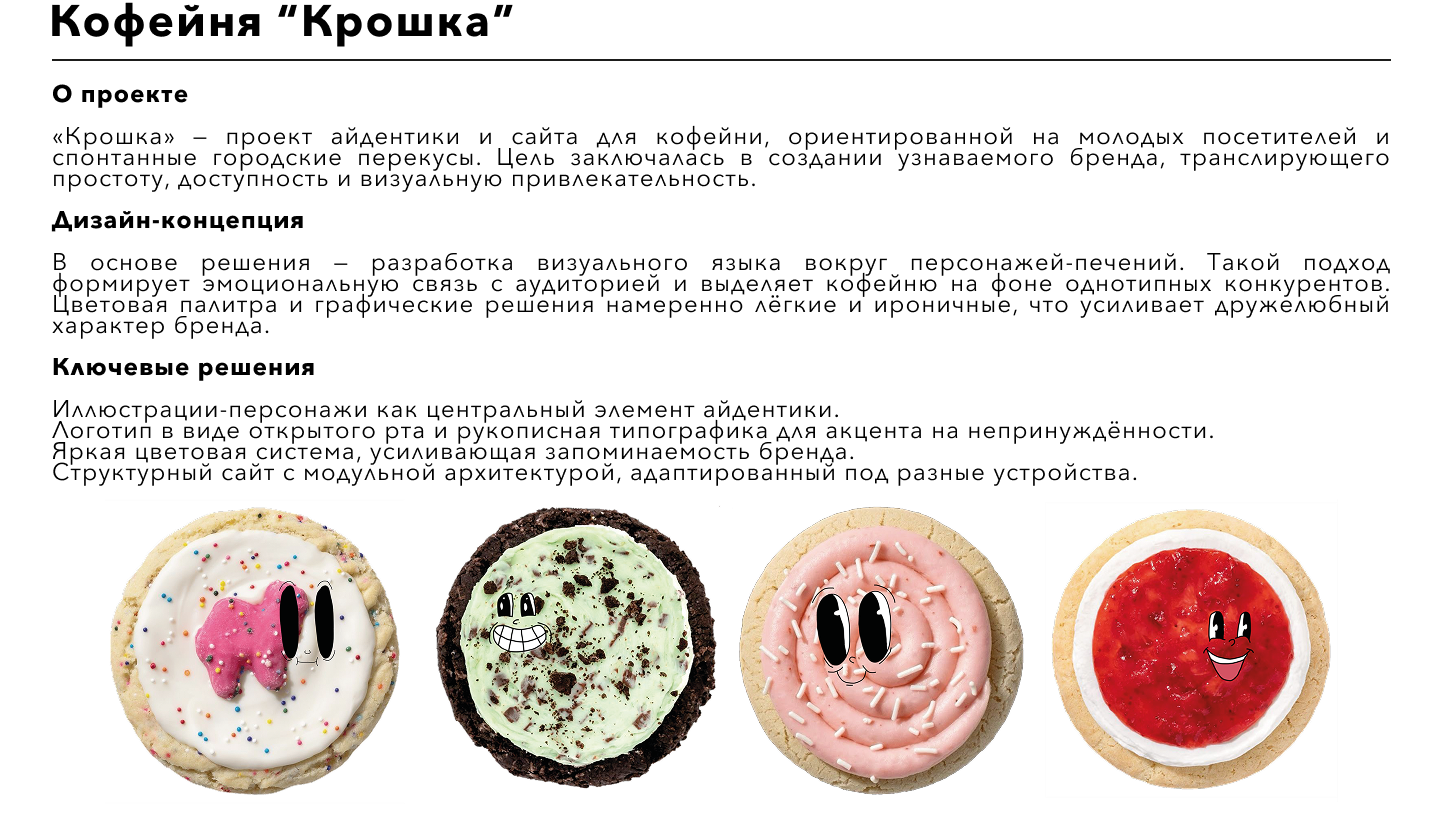 Кофейня “Крошка”
О проекте
«Крошка» – проект айдентики и сайта для кофейни, ориентированной на молодых посетителей и
спонтанные городские перекусы. Цель заключалась в создании узнаваемого бренда, транслирующего
простоту, доступность и визуальную привлекательность.
Дизайн-концепция
В основе решения – разработка визуального языка вокруг персонажей-печений. Такой подход
формирует эмоциональную связь с аудиторией и выделяет кофейню на фоне однотипных конкурентов.
Цветовая палитра и графические решения намеренно лёгкие и ироничные, что усиливает дружелюбный
характер бренда.
Ключевые решения
Иллюстрации-персонажи как центральный элемент айдентики.
Логотип в виде открытого рта и рукописная типографика для акцента на непринуждённости.
Яркая цветовая система, усиливающая запоминаемость бренда.
Структурный сайт с модульной архитектурой, адаптированный под разные устройства.